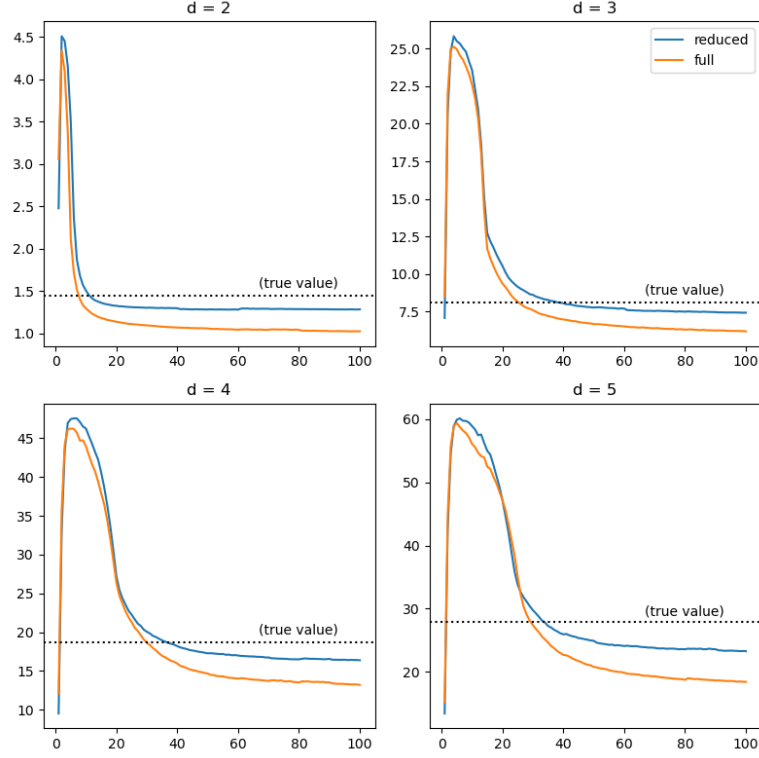 d = 2
4.5
4.0
3.5
3.0
2.5
2.0
1.5
1.0
(true value)
0 20 40 60 80 100
d = 3
25.0
22.5
20.0
17.5
15.0
12.5
10.0
7.5
reduced
full
(true value)
0 20 40 60 80 100
d = 4
45
40
35
30
25
20
15
10
(true value)
0 20 40 60 80 100
d = 5
60
50
40
30
20
(true value)
0 20 40 60 80 100